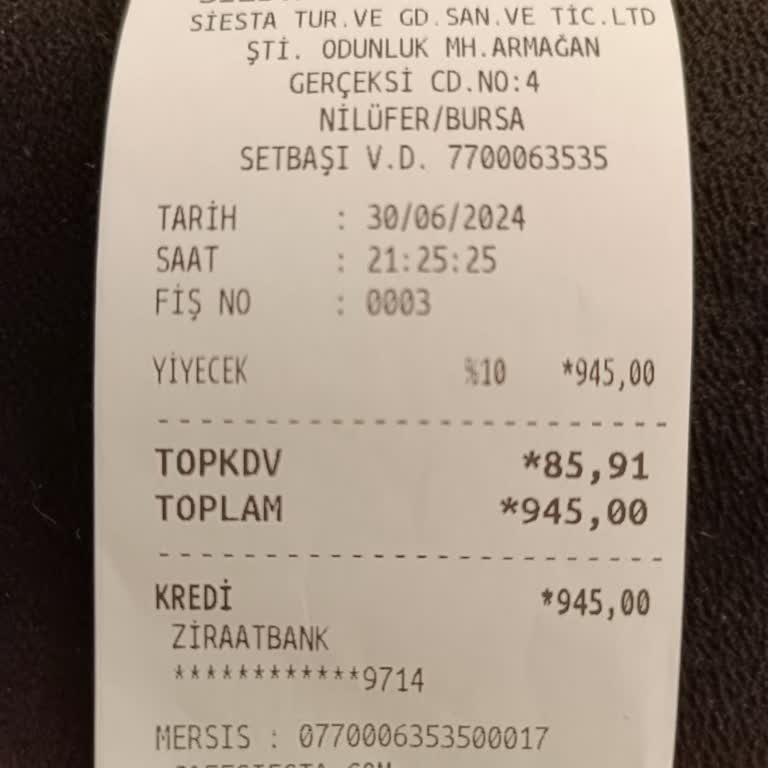 SİESTA TUR.VE GD.SAN.VE TİC.LTD
ŞTİ. ODUNLUK MH.ARMAĞAN
GERÇEKSİ CD.NO:4
NİLÜFER/BURSA
SETBAŞI V.D. 7700063535
TARİH : 30/06/2024
SAAT : 21:25:25
FİŞ NO : 0003
YİYECEK %10 *945,00
TOPKDV *85,91
TOPLAM *945,00
KREDİ *945,00
ZİRAATBANK
************9714
MERSIS : 0770006353500017